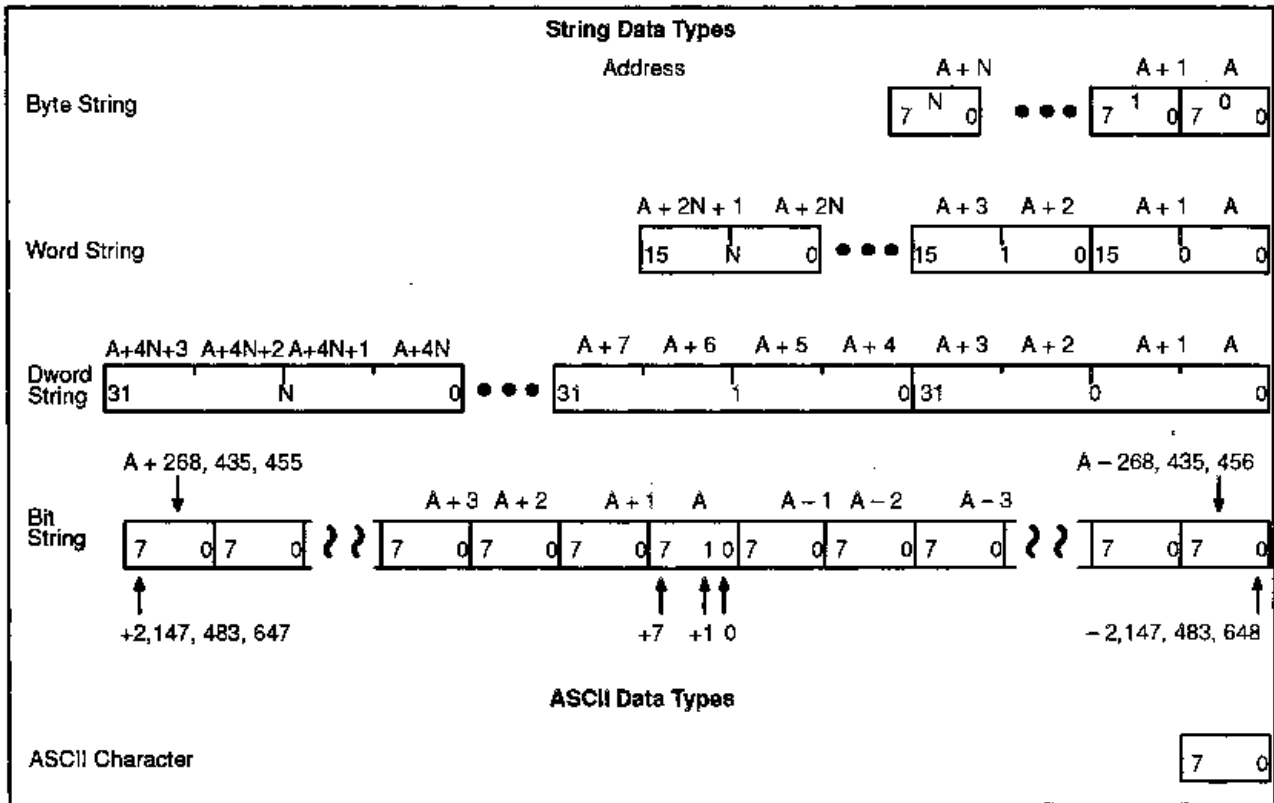 String Data Types
Address A + N A + 1 A
Byte String
7 N 0 7 1 0 7 0 0
A + 2N + 1 A + 2N A + 3 A + 2 A + 1 A
Word String
15 N 0 15 1 0 15 0 0
A+4N+3 A+4N+2 A+4N+1 A+4N A + 7 A + 6 A + 5 A + 4 A + 3 A + 2 A + 1 A
Dword String
31 N 0 31 1 0 31 0 0
A + 268, 435, 455 A – 268, 435, 456
A + 3 A + 2 A + 1 A A – 1 A – 2 A – 3
Bit String
7 0 7 0 7 0 7 0 7 0 7 1 0 7 0 7 0 7 0 7 0 7 0
+2,147, 483, 647 +7 +1 0 – 2,147, 483, 648
ASCII Data Types
ASCII Character
7 0